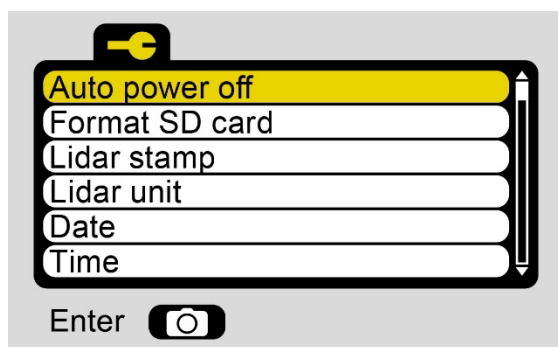 Auto power off
Format SD card
Lidar stamp
Lidar unit
Date
Time
Enter